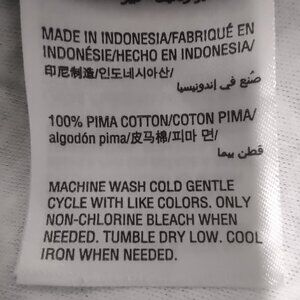 MADE IN INDONESIA/FABRIQUÉ EN
INDONÉSIE/HECHO EN INDONESIA/
印尼制造/인도네시아산/
صُنع في إندونيسيا
100% PIMA COTTON/COTON PIMA/
algodón pima/皮马棉/피마 면/
قطن بيما
MACHINE WASH COLD GENTLE
CYCLE WITH LIKE COLORS. ONLY
NON-CHLORINE BLEACH WHEN
NEEDED. TUMBLE DRY LOW. COOL
IRON WHEN NEEDED.